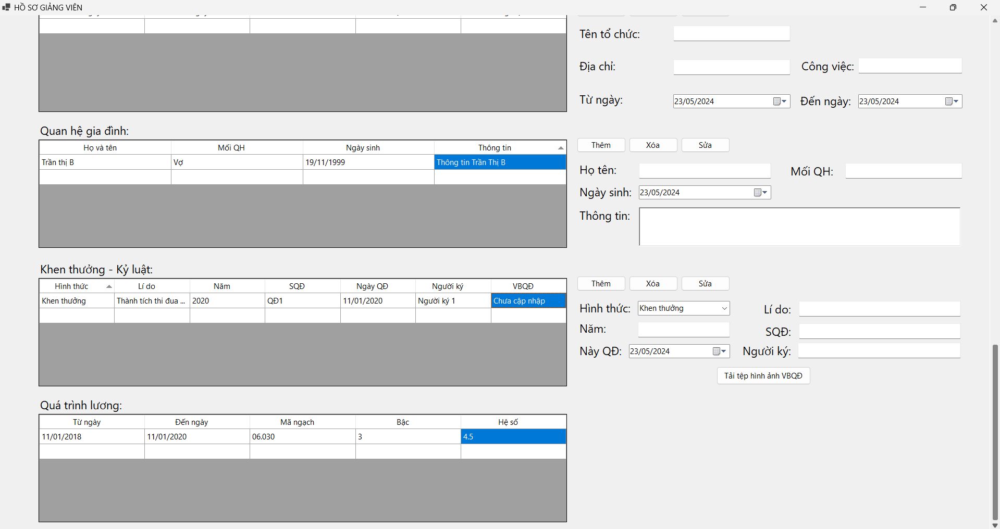 HỒ SƠ GIẢNG VIÊN
Tên tổ chức:
Địa chỉ:
Công việc:
Từ ngày:
23/05/2024
Đến ngày:
23/05/2024
Quan hệ gia đình:
Họ và tên Mối QH Ngày sinh Thông tin
Trần thị B Vợ 19/11/1999 Thông tin Trần Thị B
Thêm Xóa Sửa
Họ tên:
Mối QH:
Ngày sinh:
23/05/2024
Thông tin:
Khen thưởng - Kỷ luật:
Hình thức Lí do Năm SQĐ Ngày QĐ Người ký VBQĐ
Khen thưởng Thành tích thi đua ... 2020 QĐ1 11/01/2020 Người ký 1 Chưa cập nhập
Thêm Xóa Sửa
Hình thức:
Khen thưởng
Lí do:
Năm:
SQĐ:
Này QĐ:
23/05/2024
Người ký:
Tải tệp hình ảnh VBQĐ
Quá trình lương:
Từ ngày Đến ngày Mã ngạch Bậc Hệ số
11/01/2018 11/01/2020 06.030 3 4.5